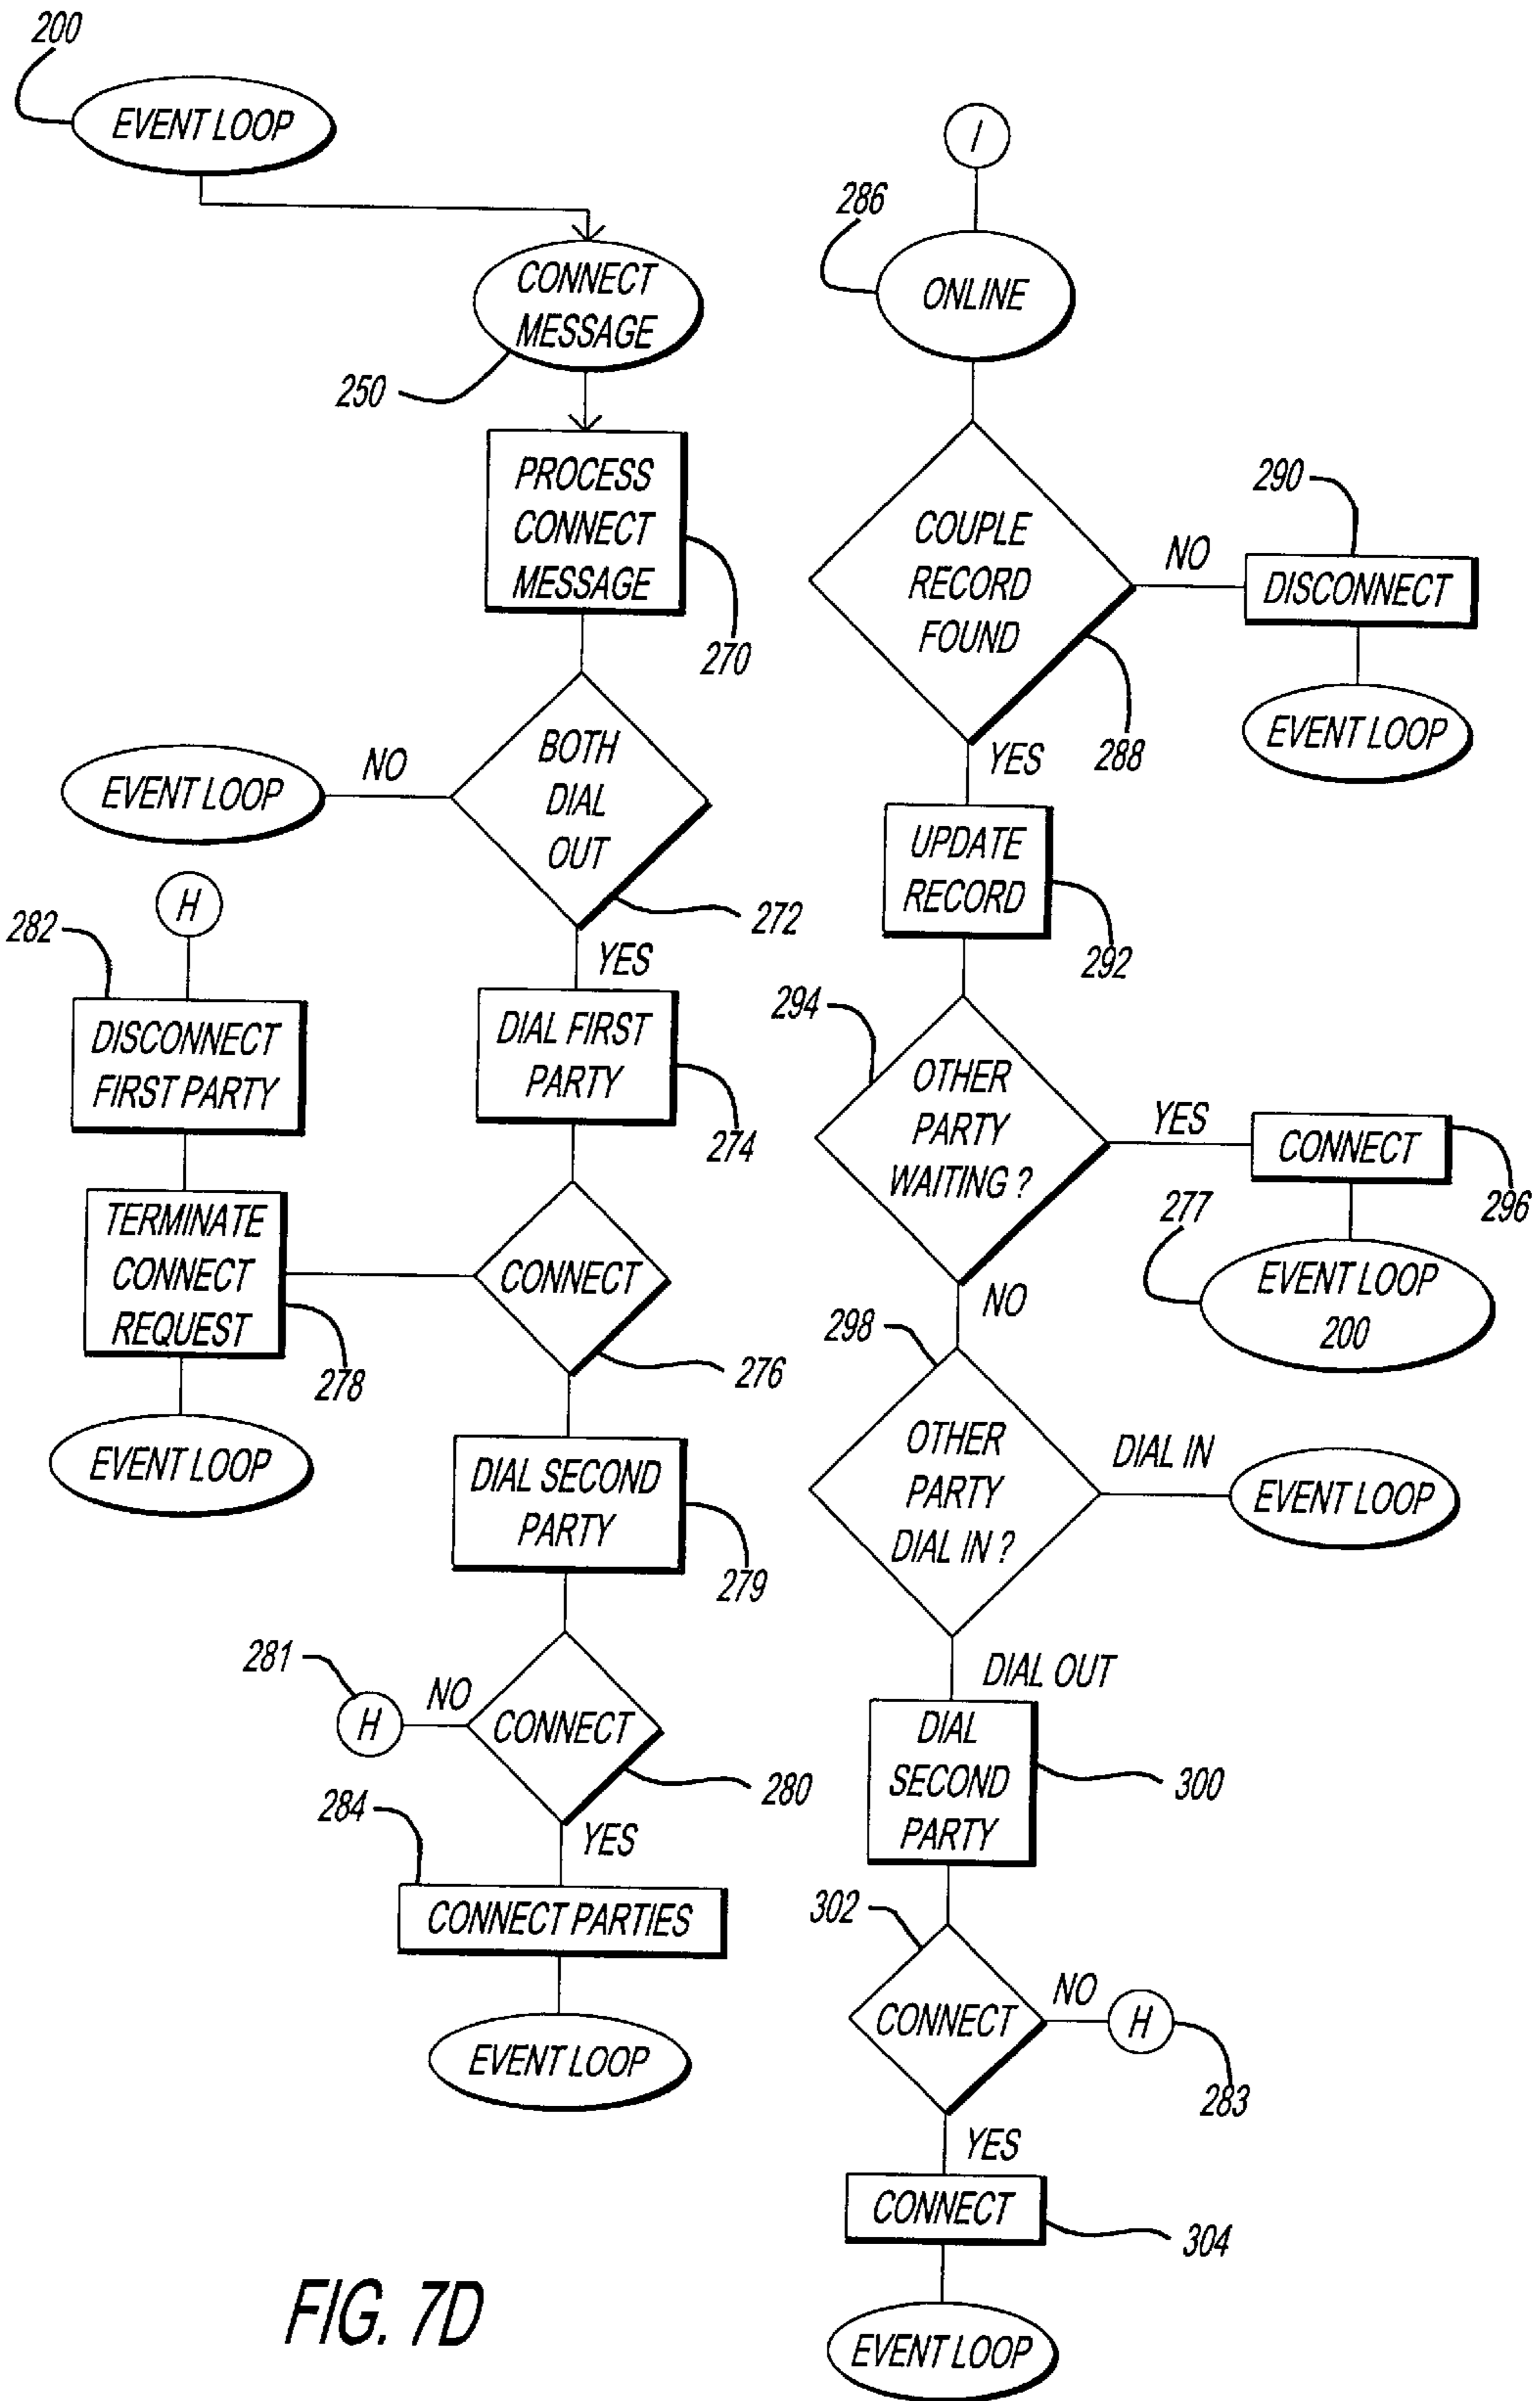 200
EVENT LOOP
CONNECT
MESSAGE
250
PROCESS
CONNECT
MESSAGE
270
BOTH
DIAL
OUT
NO
EVENT LOOP
272
YES
H
282
DISCONNECT
FIRST PARTY
DIAL FIRST
PARTY
274
TERMINATE
CONNECT
REQUEST
278
CONNECT
276
EVENT LOOP
DIAL SECOND
PARTY
279
281
H
NO
CONNECT
280
YES
284
CONNECT PARTIES
EVENT LOOP
I
286
ONLINE
COUPLE
RECORD
FOUND
288
NO
290
DISCONNECT
EVENT LOOP
YES
UPDATE
RECORD
292
294
OTHER
PARTY
WAITING ?
YES
CONNECT
296
277
EVENT LOOP
200
NO
298
OTHER
PARTY
DIAL IN ?
DIAL IN
EVENT LOOP
DIAL OUT
DIAL
SECOND
PARTY
300
302
CONNECT
NO
H
283
YES
CONNECT
304
EVENT LOOP
FIG. 7D